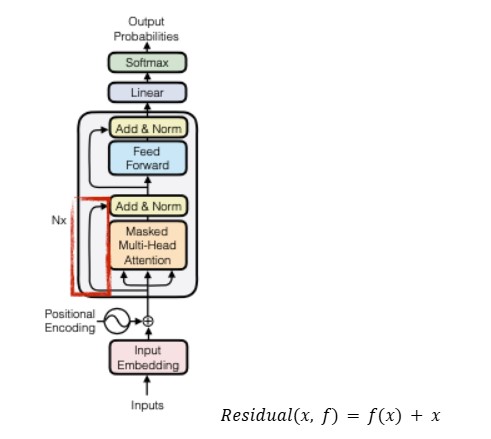 Output
Probabilities
Softmax
Linear
Add & Norm
Feed
Forward
Add & Norm
Nx
Masked
Multi-Head
Attention
Positional
Encoding
Input
Embedding
Inputs
Residual(x, f) = f(x) + x